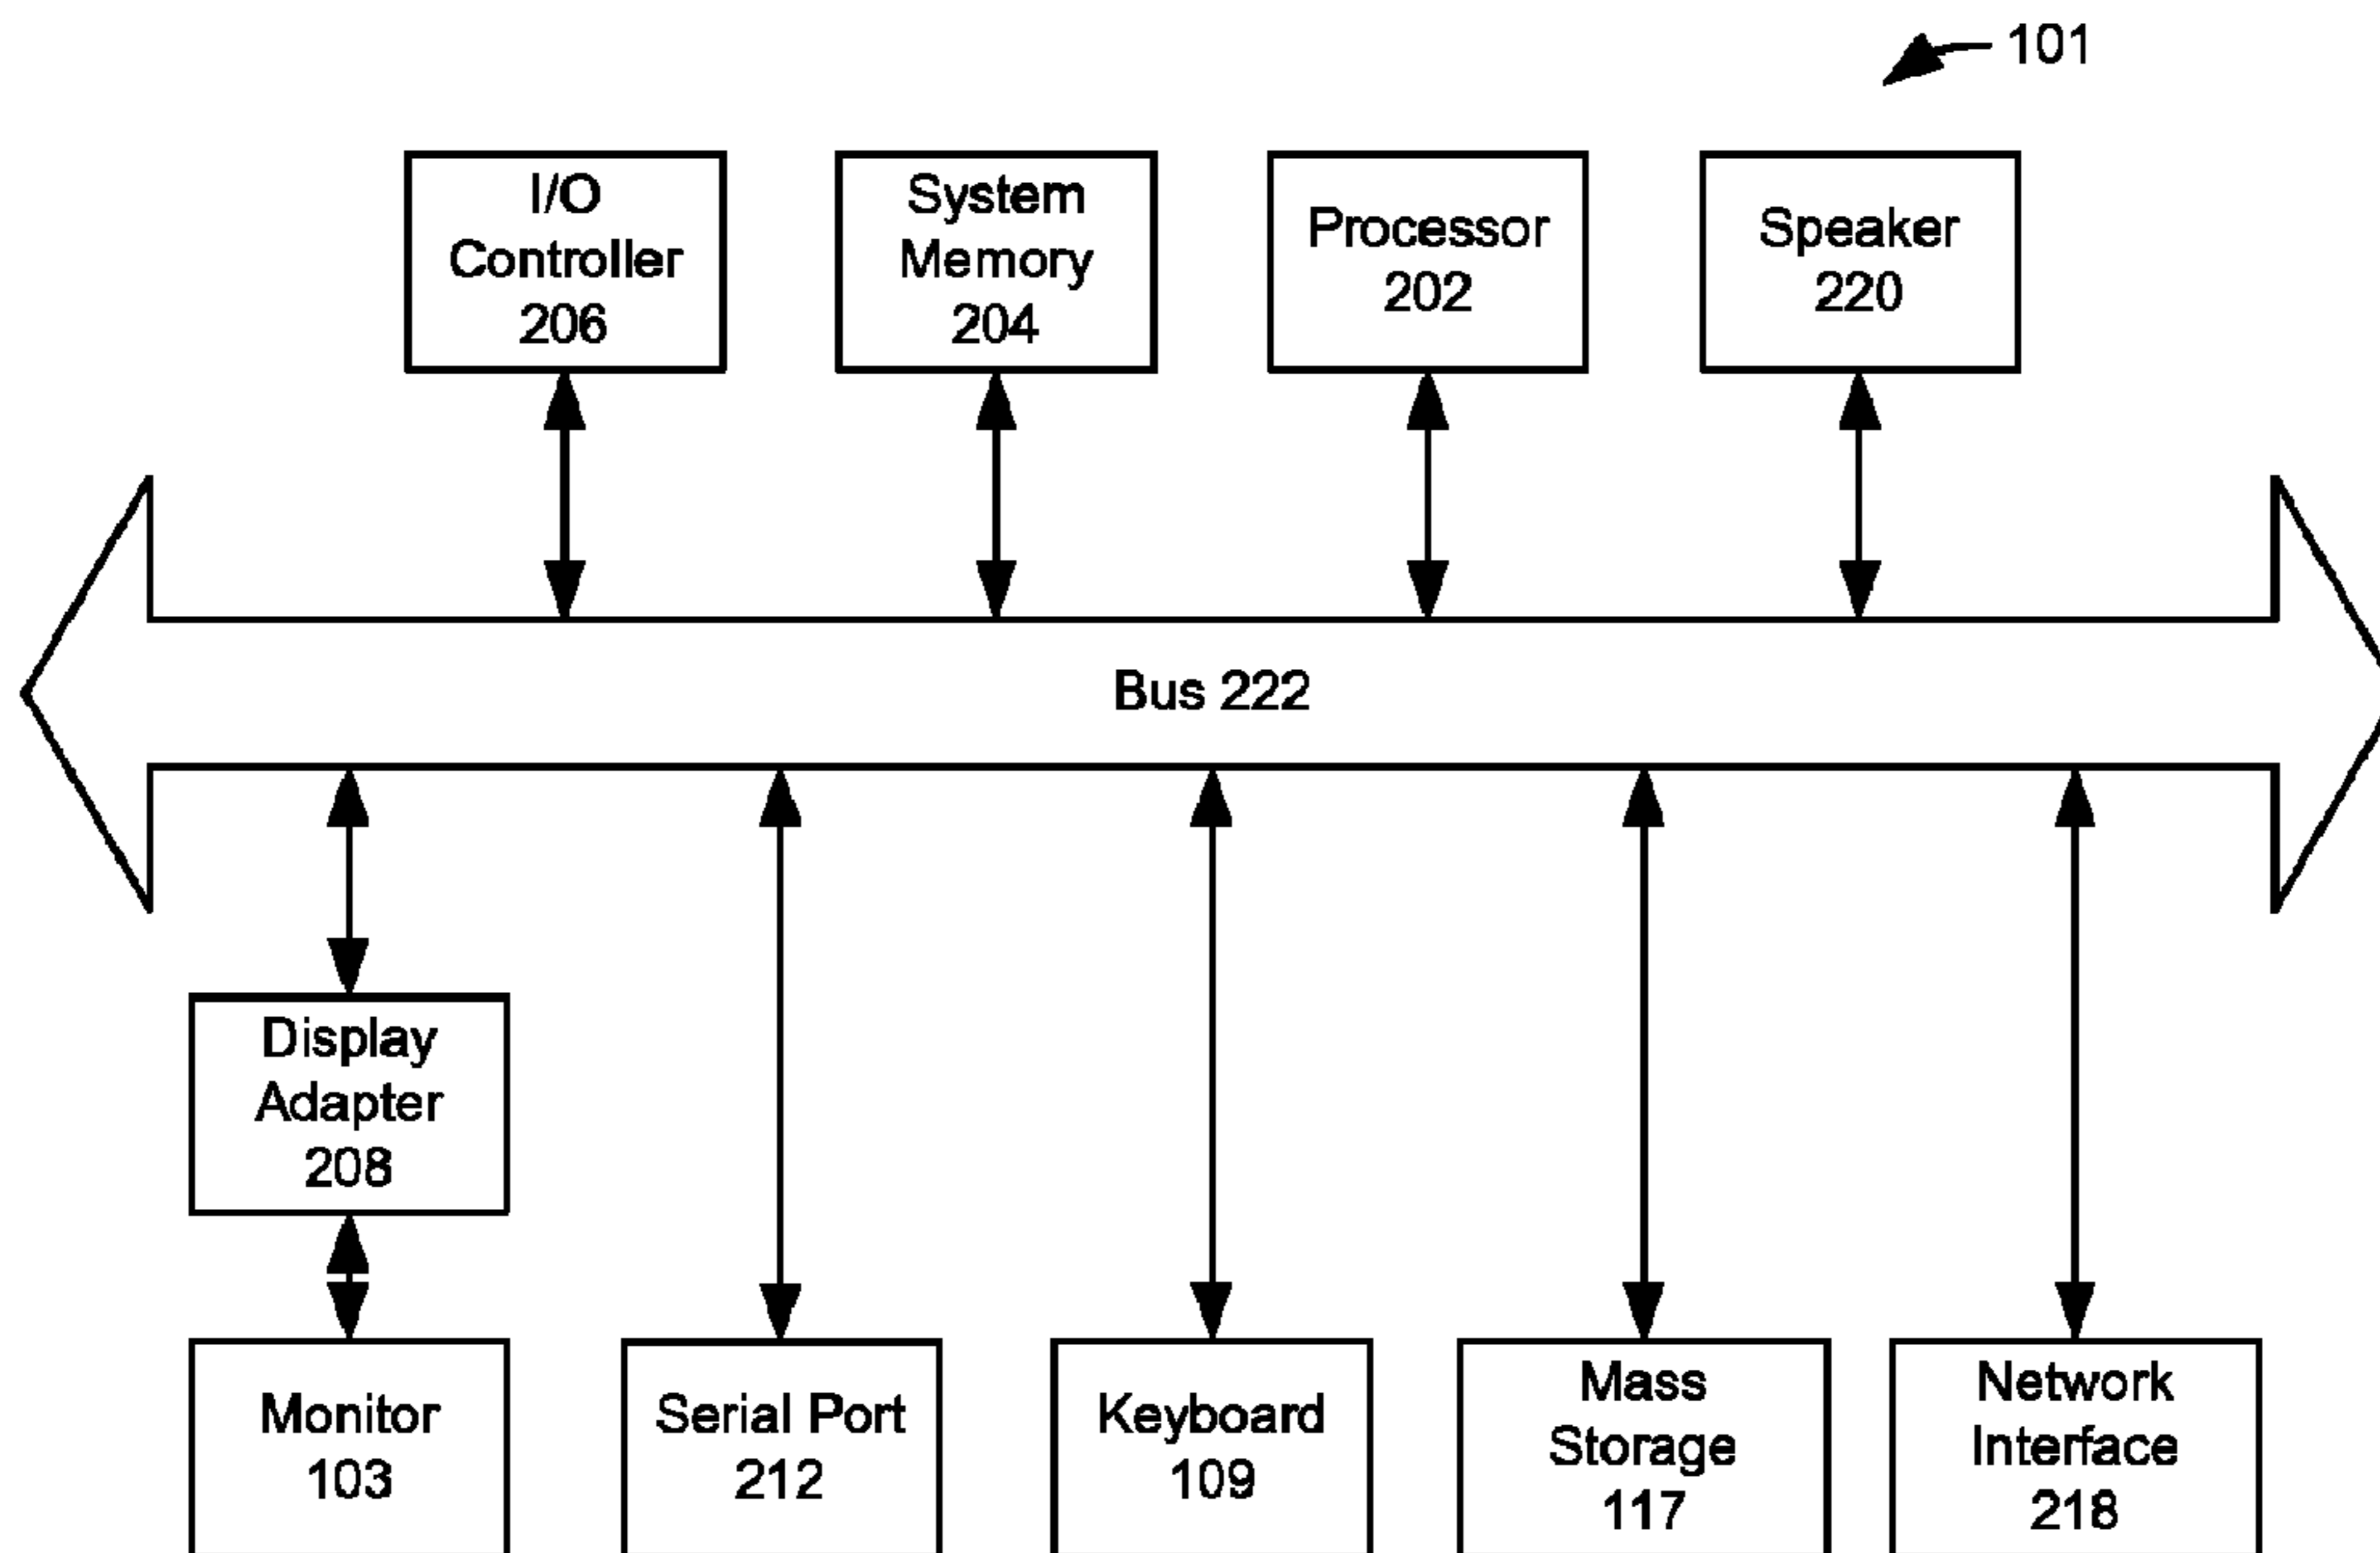 101
I/O
Controller
206
System
Memory
204
Processor
202
Speaker
220
Bus 222
Display
Adapter
208
Monitor
103
Serial Port
212
Keyboard
109
Mass
Storage
117
Network
Interface
218